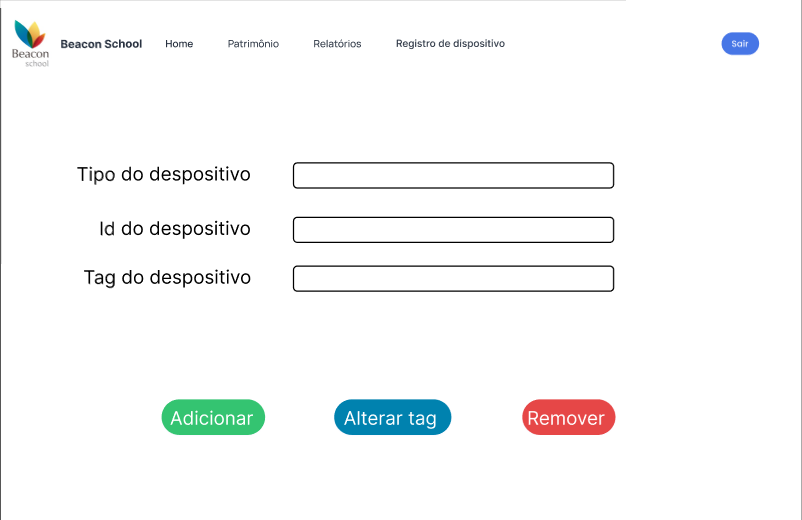 Beacon
school
Beacon School Home Patrimônio Relatórios Registro de dispositivo Sair
Tipo do despositivo
Id do despositivo
Tag do despositivo
Adicionar Alterar tag Remover